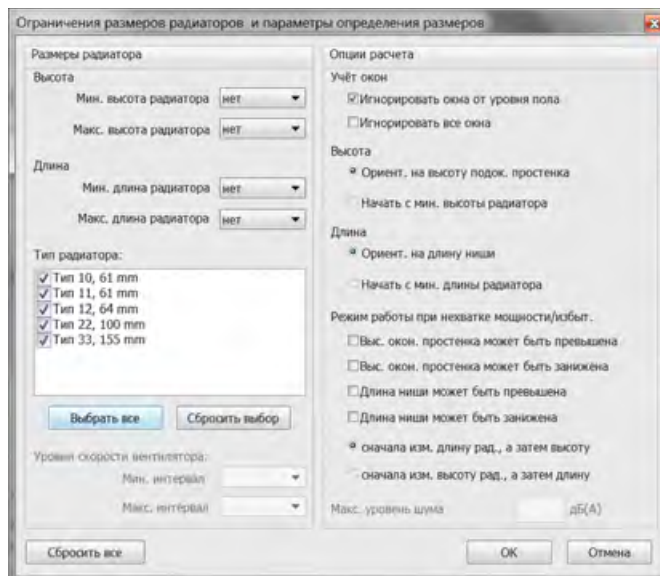 Ограничения размеров радиаторов и параметры определения размеров
Размеры радиатора
Высота
Мин. высота радиатора нет
Макс. высота радиатора нет
Длина
Мин. длина радиатора нет
Макс. длина радиатора нет
Тип радиатора:
Тип 10, 61 mm
Тип 11, 61 mm
Тип 12, 64 mm
Тип 22, 100 mm
Тип 33, 155 mm
Выбрать все Сбросить выбор
Уровни скорости вентилятора:
Мин. интервал
Макс. интервал
Опции расчета
Учёт окон
Игнорировать окна от уровня пола
Игнорировать все окна
Высота
Ориент. на высоту подок. простенка
Начать с мин. высоты радиатора
Длина
Ориент. на длину ниши
Начать с мин. длины радиатора
Режим работы при нехватке мощности/избыт.
Выс. окон. простенка может быть превышена
Выс. окон. простенка может быть занижена
Длина ниши может быть превышена
Длина ниши может быть занижена
сначала изм. длину рад., а затем высоту
сначала изм. высоту рад., а затем длину
Макс. уровень шума дБ(A)
Сбросить все OK Отмена